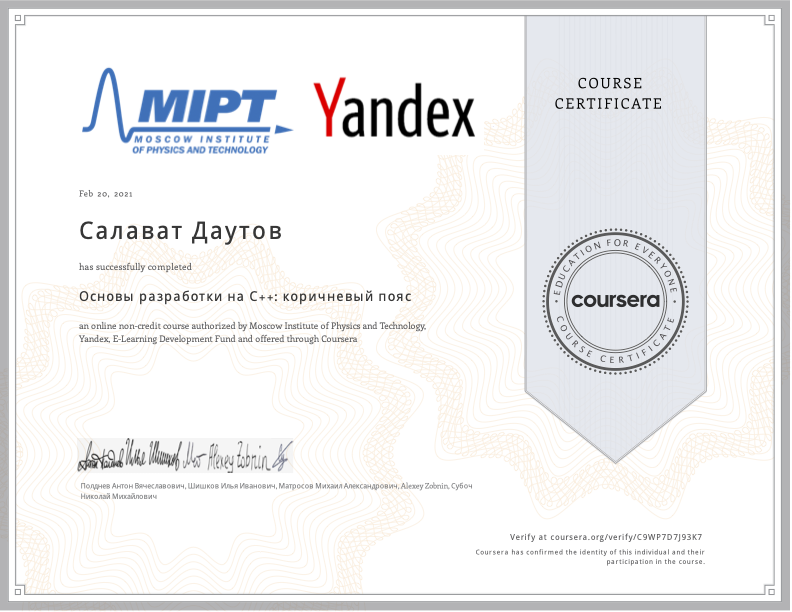 MIPT
MOSCOW INSTITUTE
OF PHYSICS AND TECHNOLOGY
Yandex
COURSE
CERTIFICATE
Feb 20, 2021
Салават Даутов
has successfully completed
Основы разработки на C++: коричневый пояс
an online non-credit course authorized by Moscow Institute of Physics and Technology,
Yandex, E-Learning Development Fund and offered through Coursera
EDUCATION FOR EVERYONE
coursera
COURSE CERTIFICATE
Илья Шишков Alexey Zobnin
Полднев Антон Вячеславович, Шишков Илья Иванович, Матросов Михаил Александрович, Alexey Zobnin, Субоч
Николай Михайлович
Verify at coursera.org/verify/C9WP7D7J93K7
Coursera has confirmed the identity of this individual and their
participation in the course.